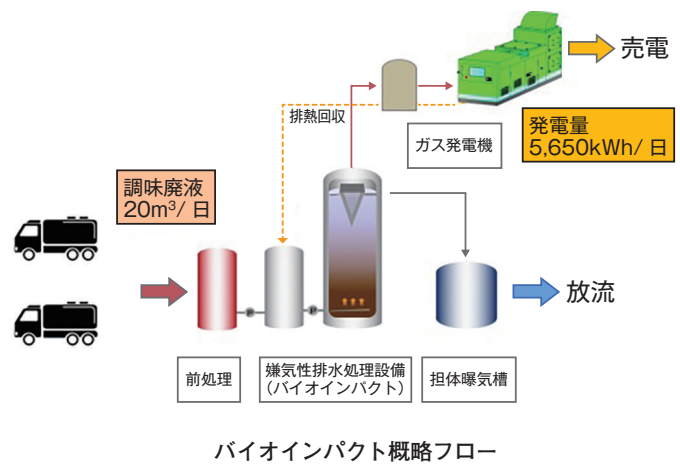 売電
排熱回収
ガス発電機
発電量
5,650kWh/日
調味廃液
20m³/日
P
P
放流
前処理
嫌気性排水処理設備
（バイオインパクト）
担体曝気槽
バイオインパクト概略フロー